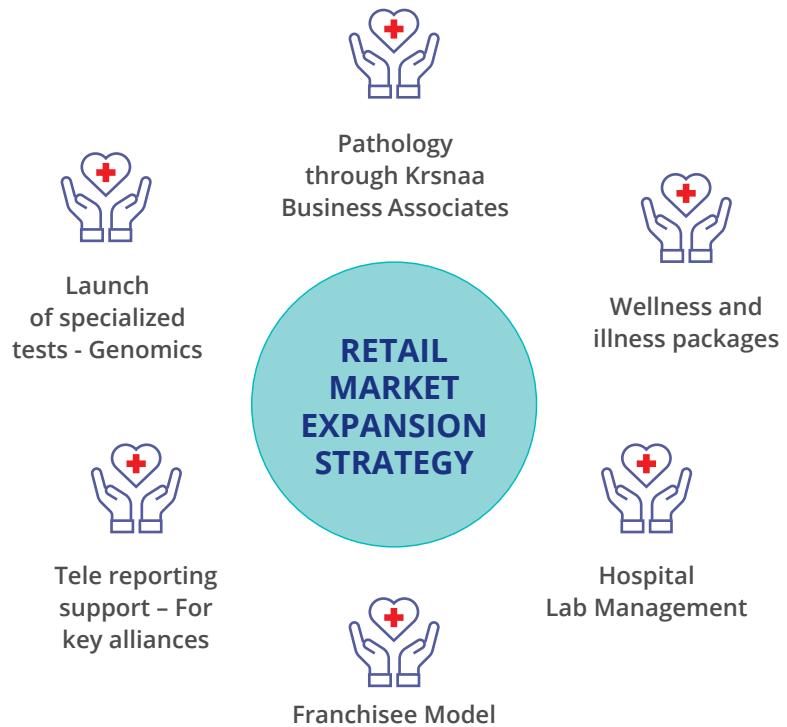 Pathology
through Krsnaa
Business Associates
Launch
of specialized
tests - Genomics
Wellness and
illness packages
RETAIL
MARKET
EXPANSION
STRATEGY
Tele reporting
support – For
key alliances
Hospital
Lab Management
Franchisee Model